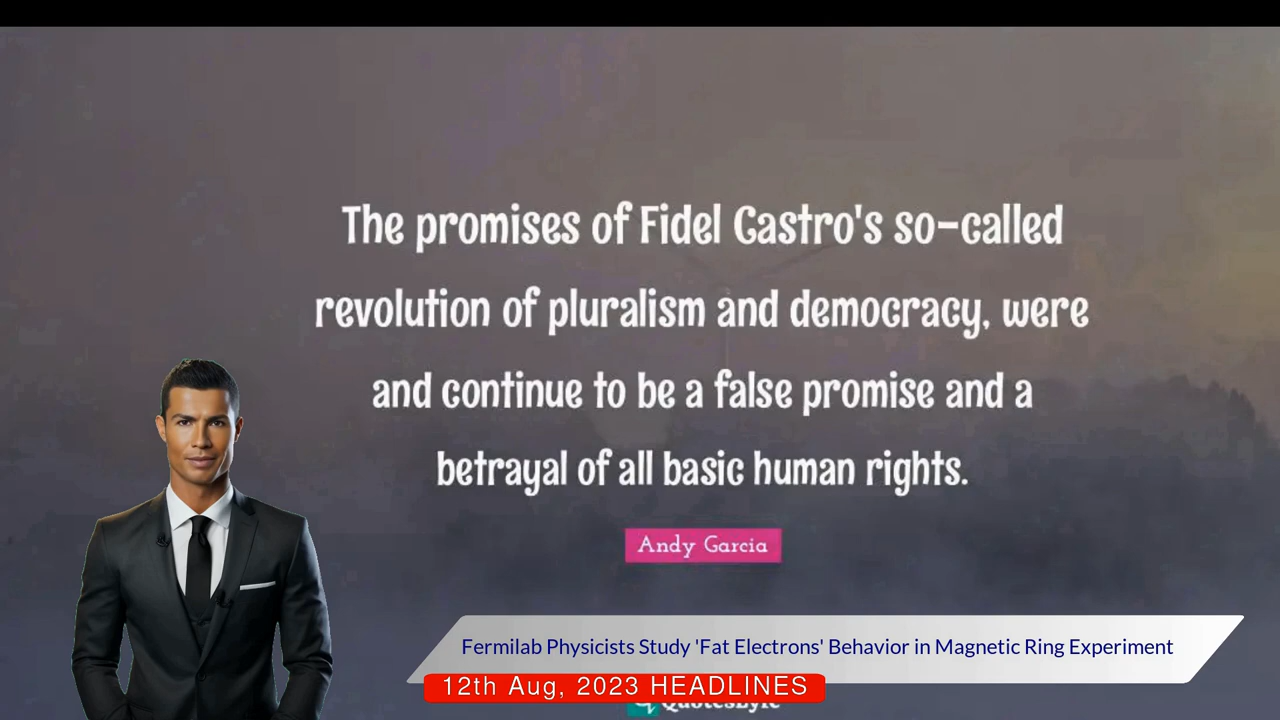 The promises of Fidel Castro's so-called
revolution of pluralism and democracy, were
and continue to be a false promise and a
betrayal of all basic human rights.
Andy Garcia
Fermilab Physicists Study 'Fat Electrons' Behavior in Magnetic Ring Experiment
12th Aug, 2023 HEADLINES